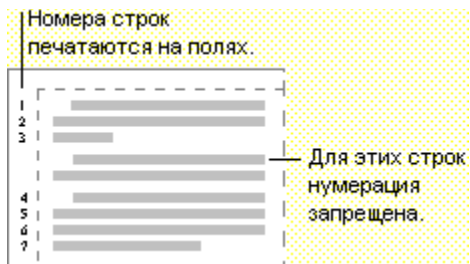 Номера строк
печатаются на полях.
1
2
3
Для этих строк
нумерация
запрещена.
4
5
6
7